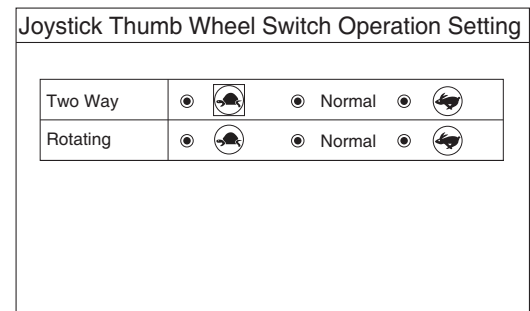 Joystick Thumb Wheel Switch Operation Setting
Two Way Normal
Rotating Normal